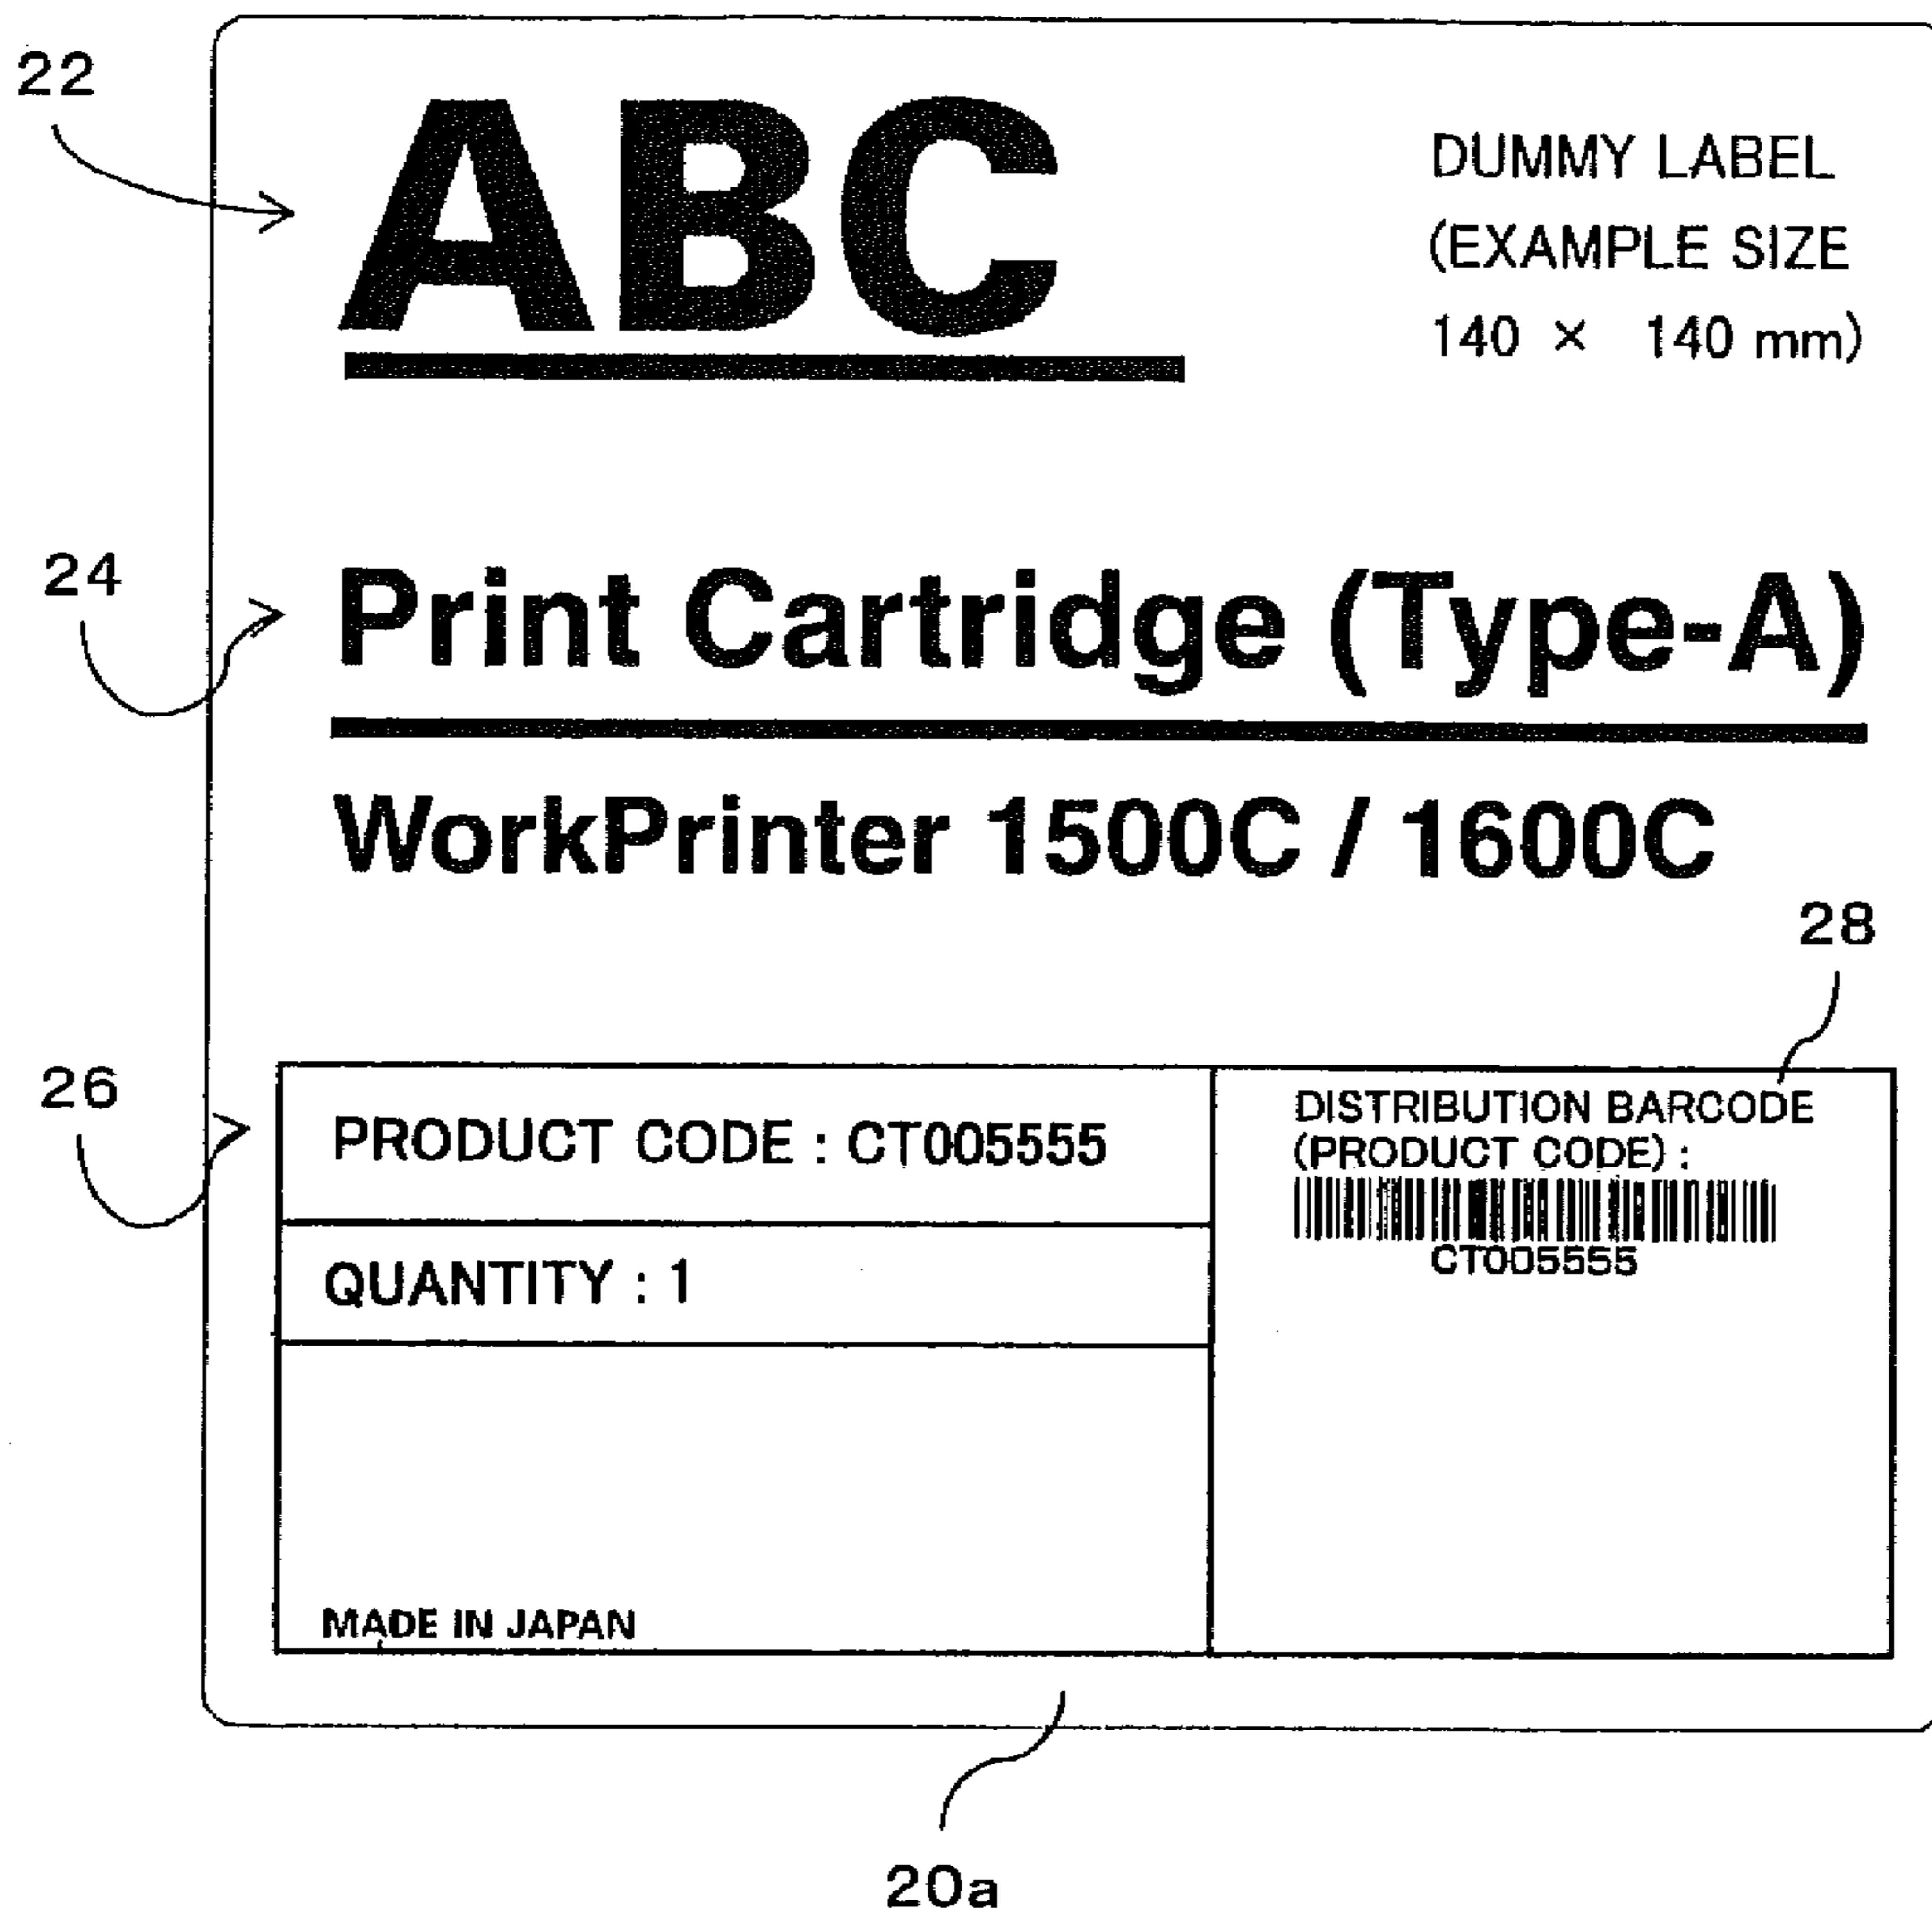 22
ABC
DUMMY LABEL
(EXAMPLE SIZE
140 × 140 mm)
24
Print Cartridge (Type-A)
WorkPrinter 1500C / 1600C
28
26
PRODUCT CODE : CT005555
DISTRIBUTION BARCODE
(PRODUCT CODE) :
CT005555
QUANTITY : 1
MADE IN JAPAN
20a